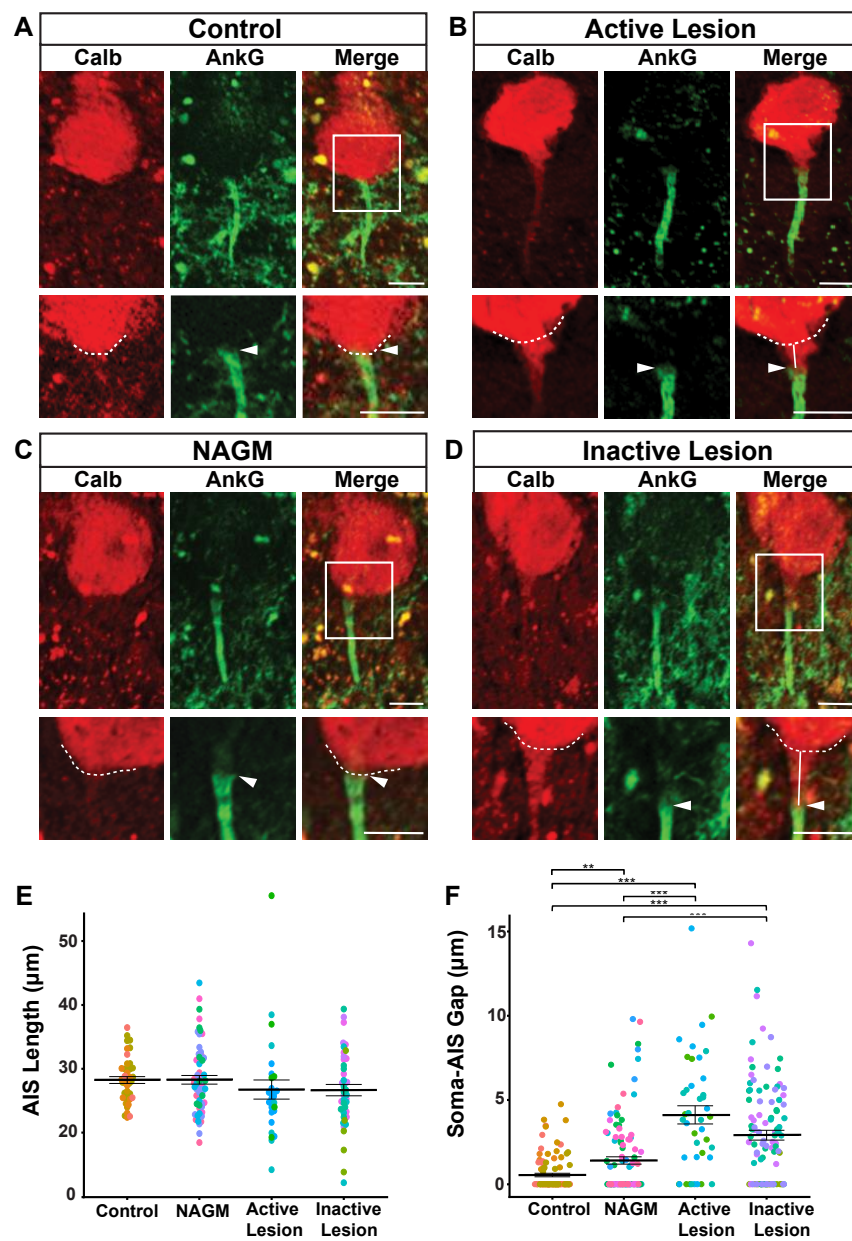 A Control
Calb AnkG Merge
B Active Lesion
Calb AnkG Merge
C NAGM
Calb AnkG Merge
D Inactive Lesion
Calb AnkG Merge
E
AIS Length (µm)
50
40
30
20
10
0
Control NAGM Active Lesion Inactive Lesion
F
**
***
***
***
***
Soma-AIS Gap (µm)
15
10
5
0
Control NAGM Active Lesion Inactive Lesion